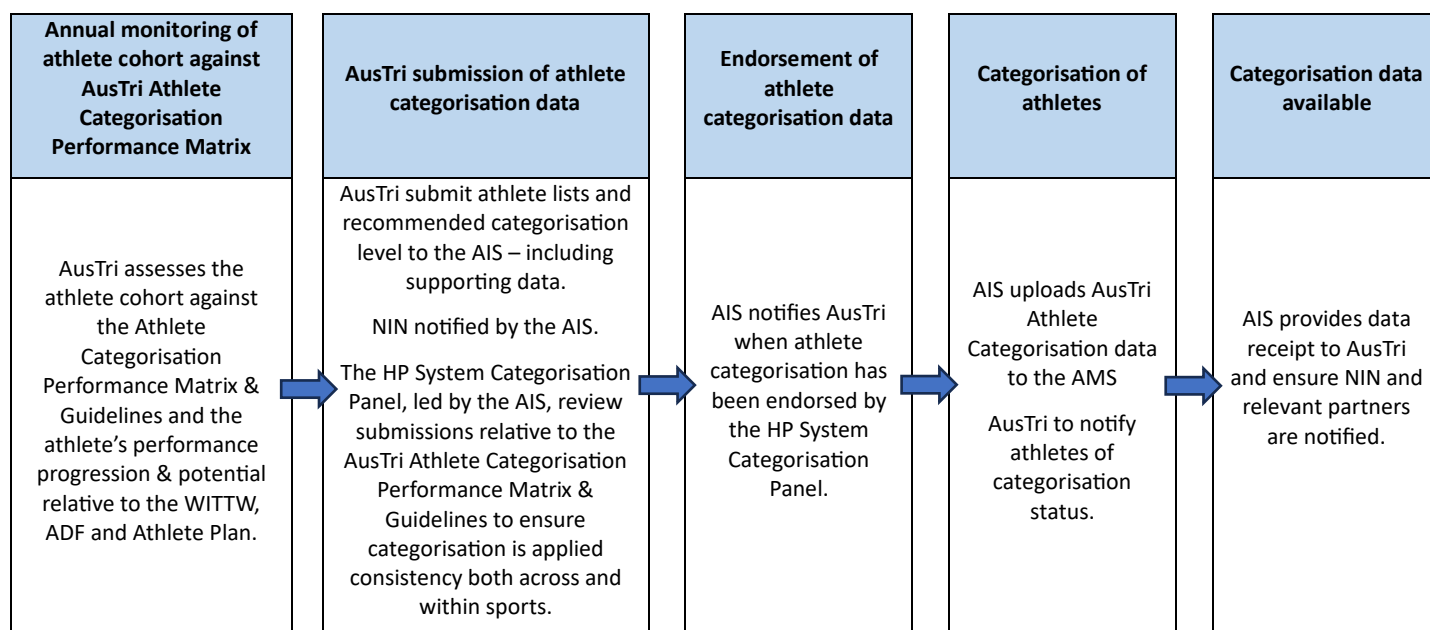 Annual monitoring of
athlete cohort against
AusTri Athlete
Categorisation
Performance Matrix
AusTri assesses the
athlete cohort against
the Athlete
Categorisation
Performance Matrix &
Guidelines and the
athlete’s performance
progression & potential
relative to the WITTW,
ADF and Athlete Plan.
AusTri submission of athlete
categorisation data
AusTri submit athlete lists and
recommended categorisation
level to the AIS – including
supporting data.
NIN notified by the AIS.
The HP System Categorisation
Panel, led by the AIS, review
submissions relative to the
AusTri Athlete Categorisation
Performance Matrix &
Guidelines to ensure
categorisation is applied
consistency both across and
within sports.
Endorsement of
athlete
categorisation data
AIS notifies AusTri
when athlete
categorisation has
been endorsed by
the HP System
Categorisation
Panel.
Categorisation of
athletes
AIS uploads AusTri
Athlete
Categorisation data
to the AMS
AusTri to notify
athletes of
categorisation
status.
Categorisation data
available
AIS provides data
receipt to AusTri
and ensure NIN and
relevant partners
are notified.